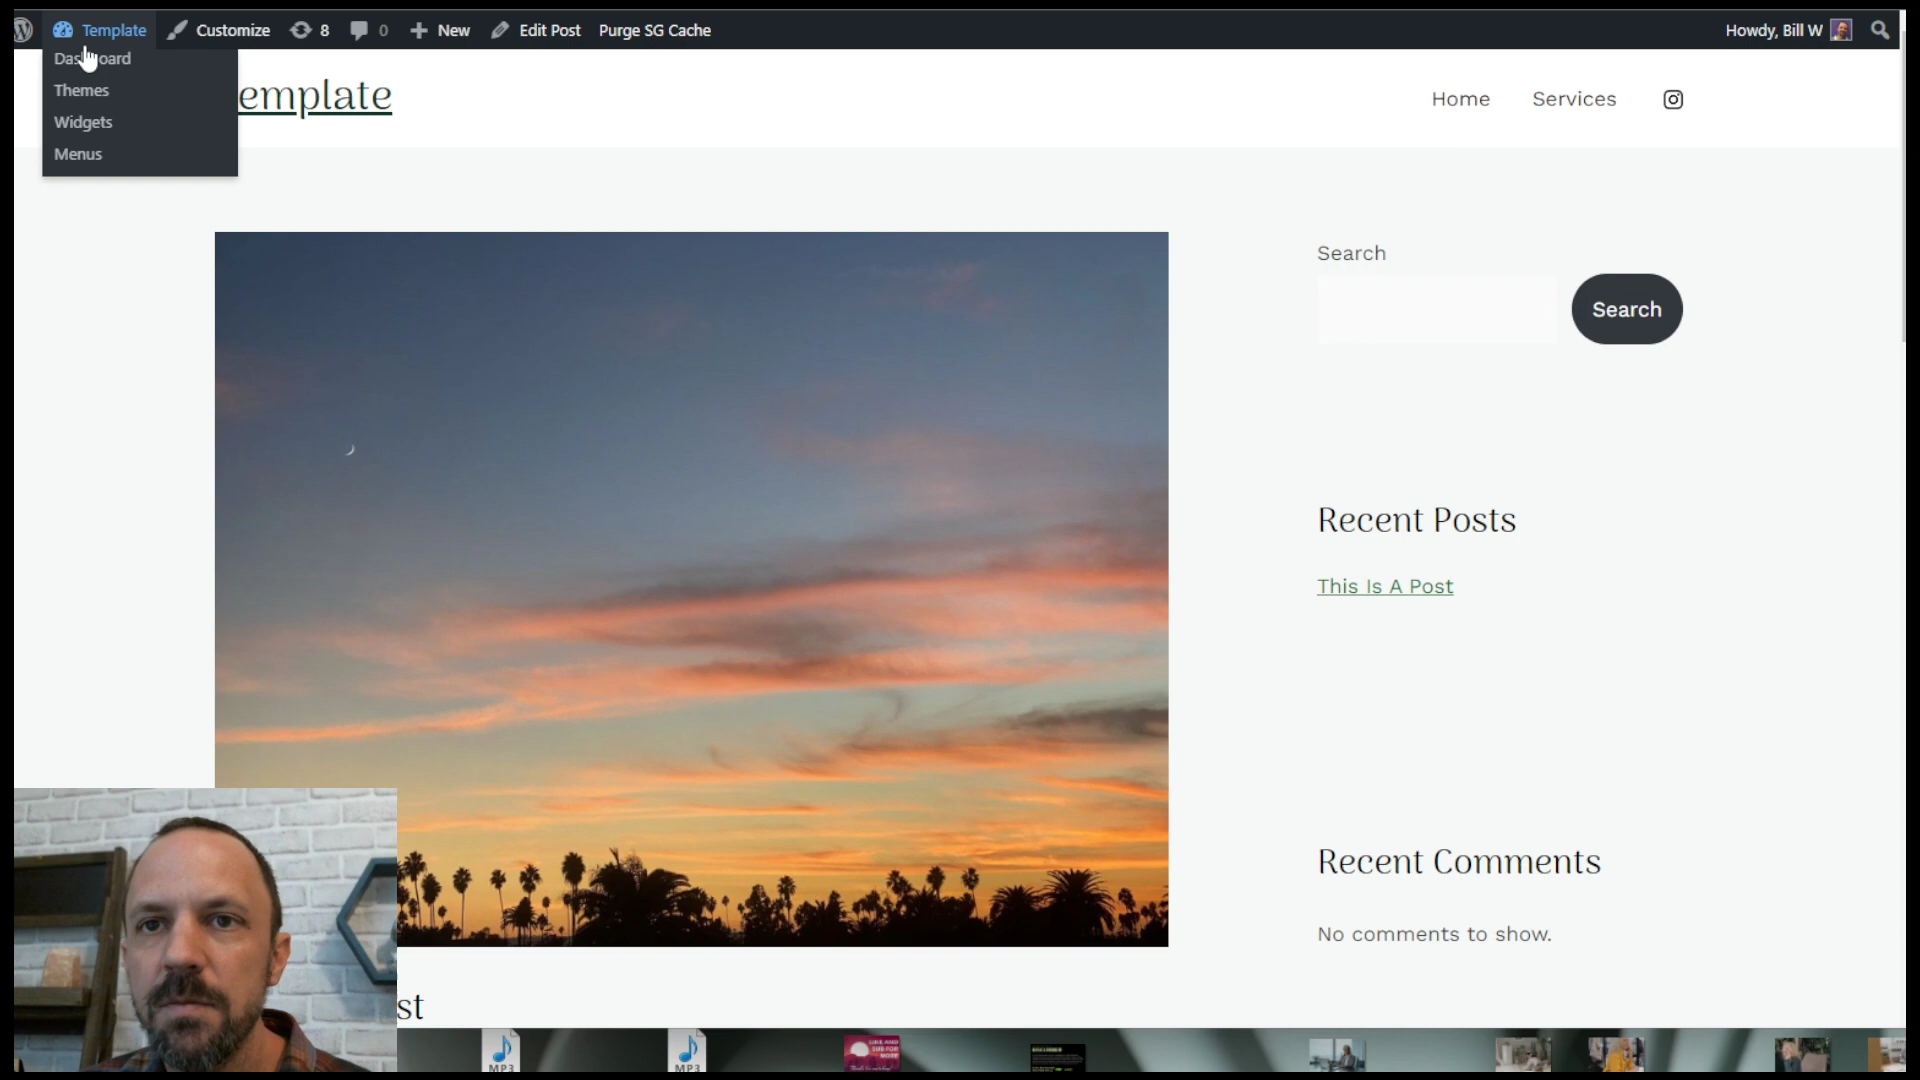 Template Customize 8 0 New Edit Post Purge SG Cache Howdy, Bill W
Dashboard
Themes
Widgets
Menus
emplate
Home Services
Search
Search
Recent Posts
This Is A Post
Recent Comments
No comments to show.
st
MP3 MP3